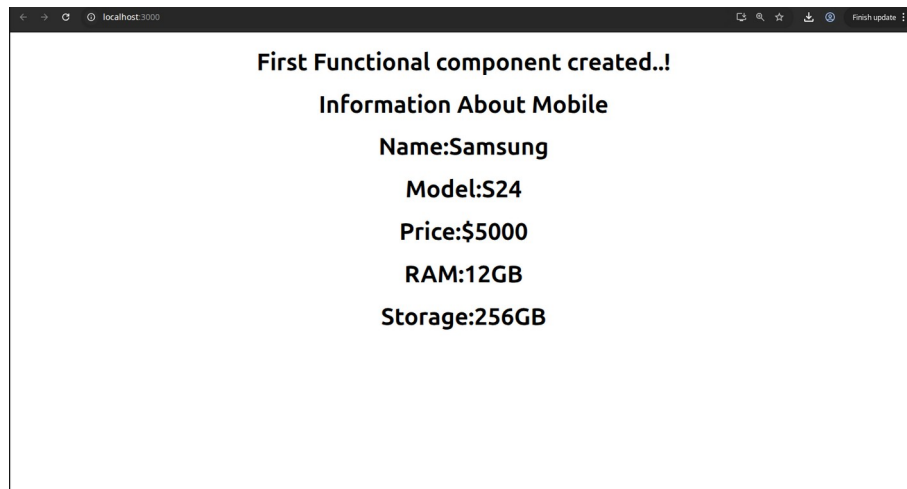 localhost:3000
Finish update
First Functional component created..!
Information About Mobile
Name:Samsung
Model:S24
Price:$5000
RAM:12GB
Storage:256GB